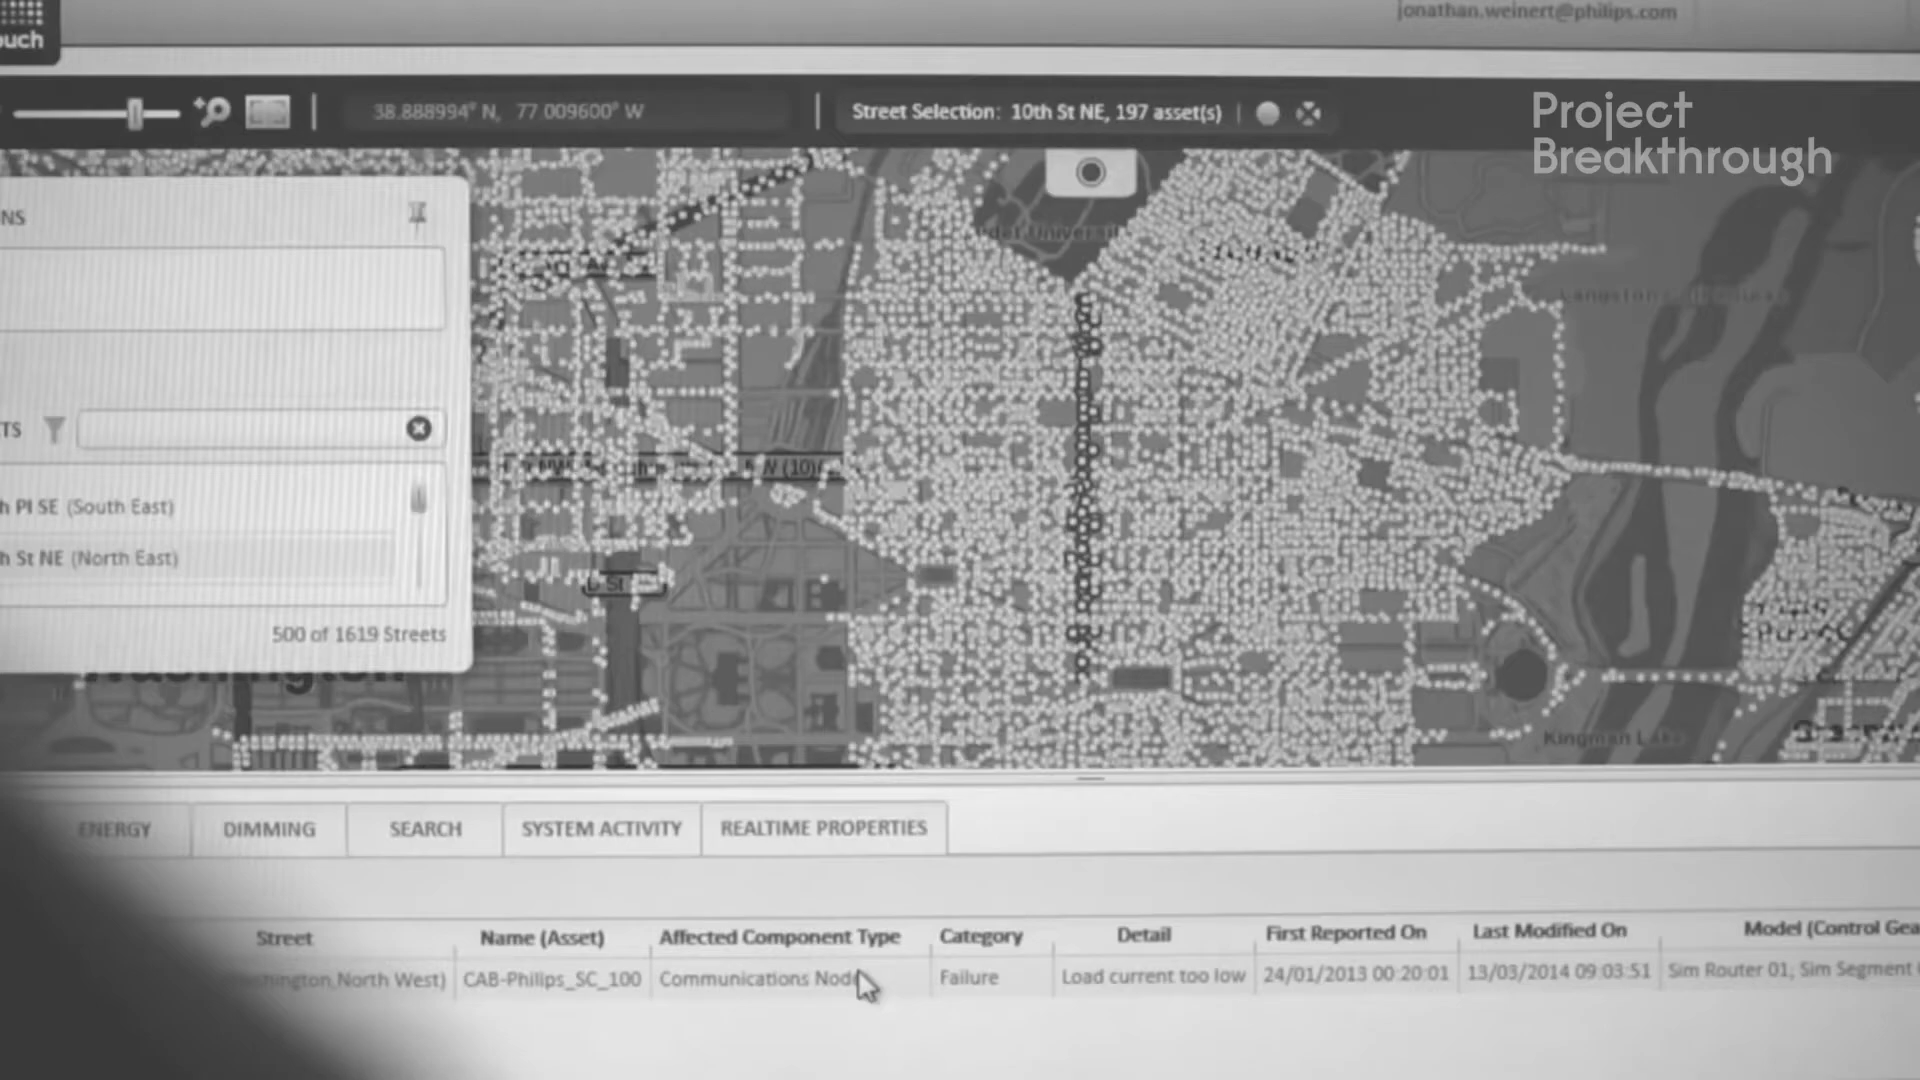 jonathan.weinert@philips.com
ouch
38.888994° N, 77.009600° W
Street Selection: 10th St NE, 197 asset(s)
Project
Breakthrough
NS
TS
h Pl SE (South East)
h St NE (North East)
500 of 1619 Streets
Washington
Kingman Lake
ENERGY
DIMMING
SEARCH
SYSTEM ACTIVITY
REALTIME PROPERTIES
Street Name (Asset) Affected Component Type Category Detail First Reported On Last Modified On Model (Control Gea
shington,North West) CAB-Philips_SC_100 Communications Node Failure Load current too low 24/01/2013 00:20:01 13/03/2014 09:03:51 Sim Router 01, Sim Segment